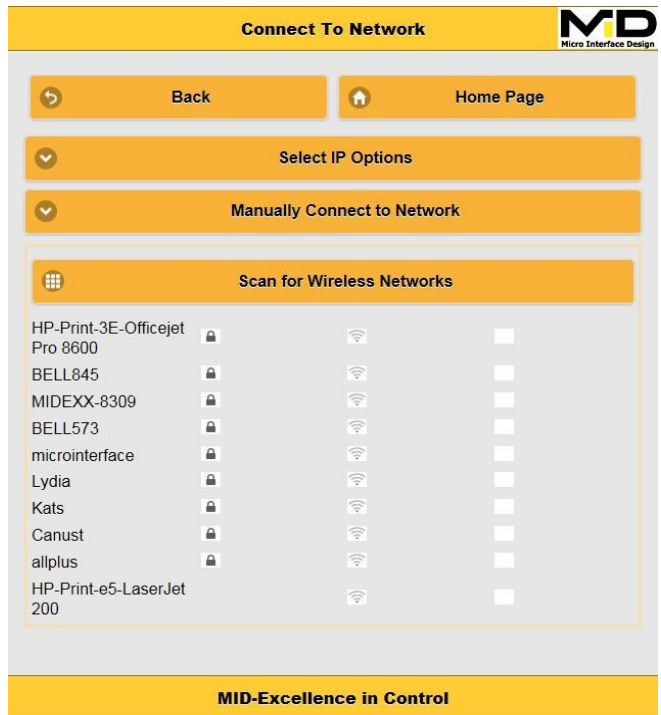 Connect To Network
MiD
Micro Interface Design
Back
Home Page
Select IP Options
Manually Connect to Network
Scan for Wireless Networks
HP-Print-3E-Officejet
Pro 8600
BELL845
MIDEXX-8309
BELL573
microinterface
Lydia
Kats
Canust
allplus
HP-Print-e5-LaserJet
200
MID-Excellence in Control